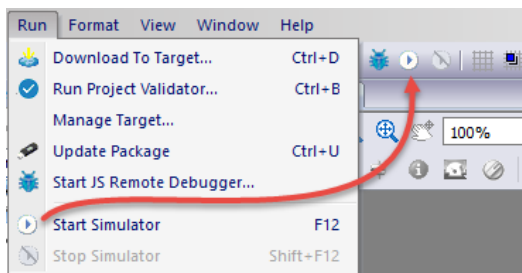 Run Format View Window Help
Download To Target... Ctrl+D
Run Project Validator... Ctrl+B
Manage Target...
Update Package Ctrl+U
Start JS Remote Debugger...
Start Simulator F12
Stop Simulator Shift+F12
100%